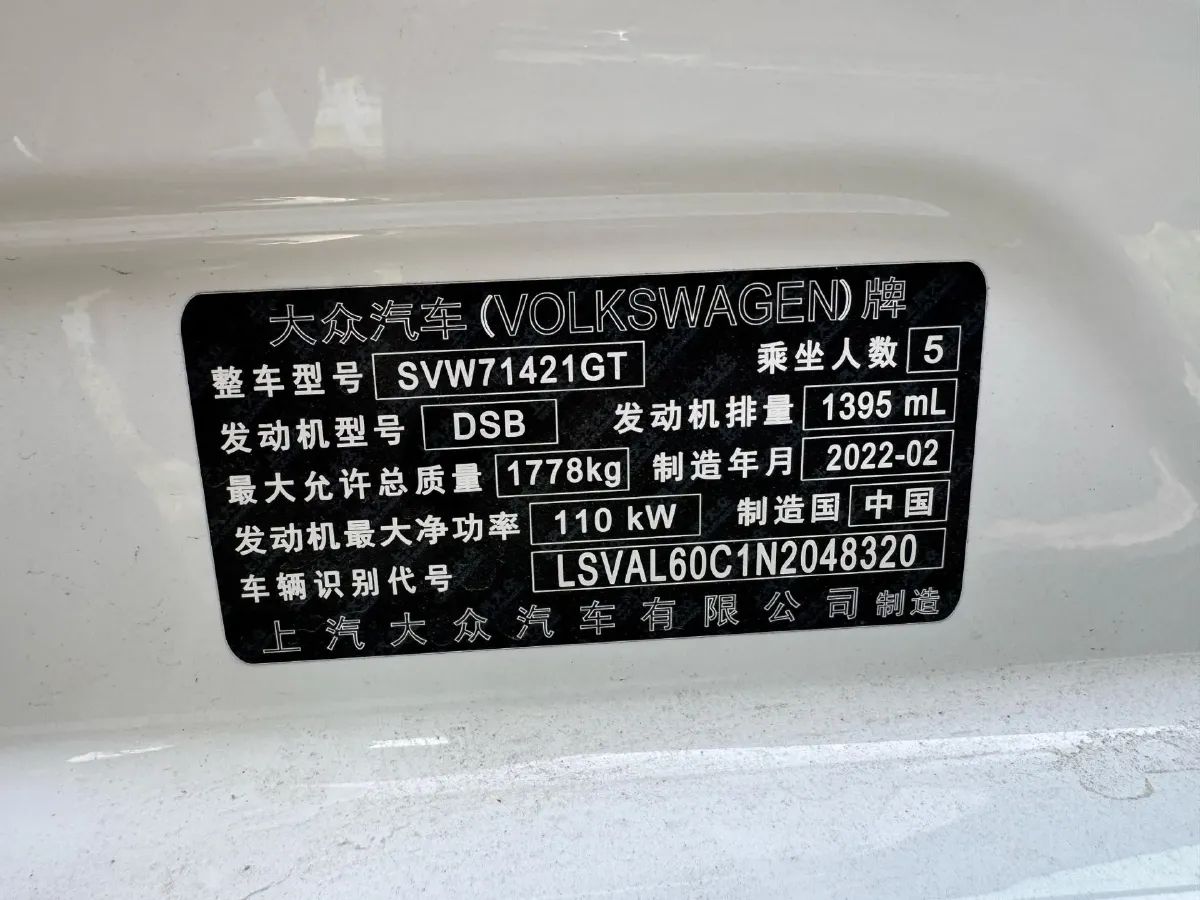 大众汽车(VOLKSWAGEN)牌
整车型号 SVW71421GT 乘坐人数 5
发动机型号 DSB 发动机排量 1395 mL
最大允许总质量 1778kg 制造年月 2022-02
发动机最大净功率 110 kW 制造国 中国
车辆识别代号 LSVAL60C1N2048320
上汽大众汽车有限公司制造